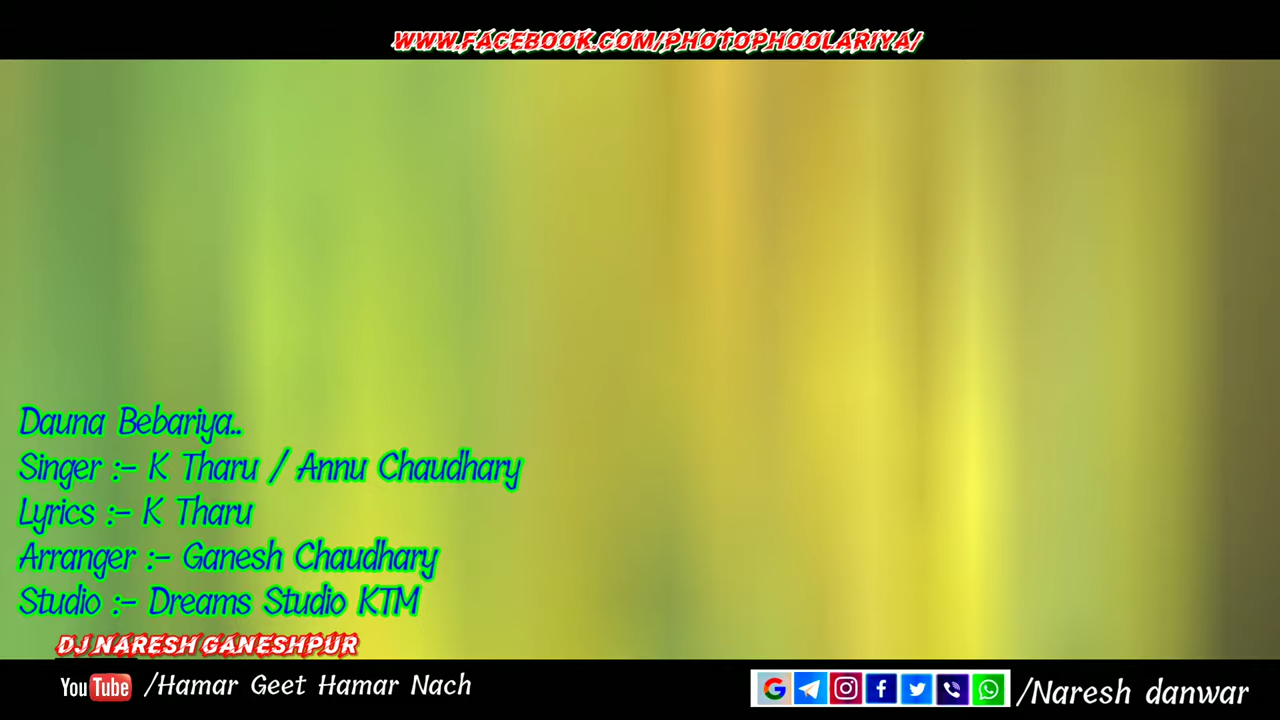 WWW.FACEBOOK.COM/PHOTOPHOOLARIYA/
Dauna Bebariya..
Singer :- K Tharu / Annu Chaudhary
Lyrics :- K Tharu
Arranger :- Ganesh Chaudhary
Studio :- Dreams Studio KTM
DJ NARESH GANESHPUR
YouTube /Hamar Geet Hamar Nach
/Naresh danwar